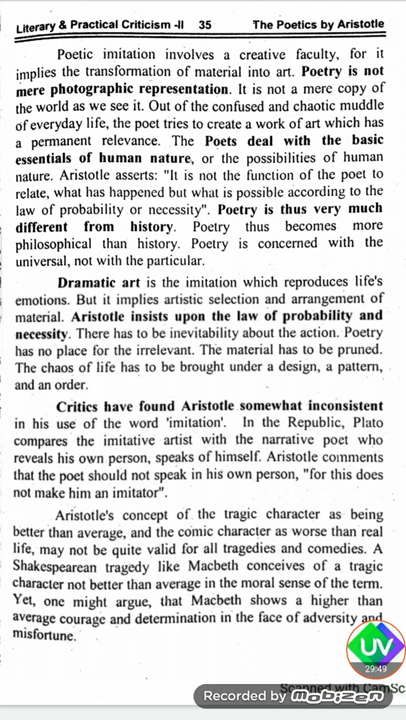 Literary & Practical Criticism -II 35 The Poetics by Aristotle
Poetic imitation involves a creative faculty, for it
implies the transformation of material into art. Poetry is not
mere photographic representation. It is not a mere copy of
the world as we see it. Out of the confused and chaotic muddle
of everyday life, the poet tries to create a work of art which has
a permanent relevance. The Poets deal with the basic
essentials of human nature, or the possibilities of human
nature. Aristotle asserts: "It is not the function of the poet to
relate, what has happened but what is possible according to the
law of probability or necessity". Poetry is thus very much
different from history. Poetry thus becomes more
philosophical than history. Poetry is concerned with the
universal, not with the particular.
Dramatic art is the imitation which reproduces life's
emotions. But it implies artistic selection and arrangement of
material. Aristotle insists upon the law of probability and
necessity. There has to be inevitability about the action. Poetry
has no place for the irrelevant. The material has to be pruned.
The chaos of life has to be brought under a design, a pattern,
and an order.
Critics have found Aristotle somewhat inconsistent
in his use of the word 'imitation'. In the Republic, Plato
compares the imitative artist with the narrative poet who
reveals his own person, speaks of himself. Aristotle comments
that the poet should not speak in his own person, "for this does
not make him an imitator".
Aristotle's concept of the tragic character as being
better than average, and the comic character as worse than real
life, may not be quite valid for all tragedies and comedies. A
Shakespearean tragedy like Macbeth conceives of a tragic
character not better than average in the moral sense of the term.
Yet, one might argue, that Macbeth shows a higher than
average courage and determination in the face of adversity and
misfortune.
UV
29:49
Scanned with CamSc
Recorded by MOBIZEN